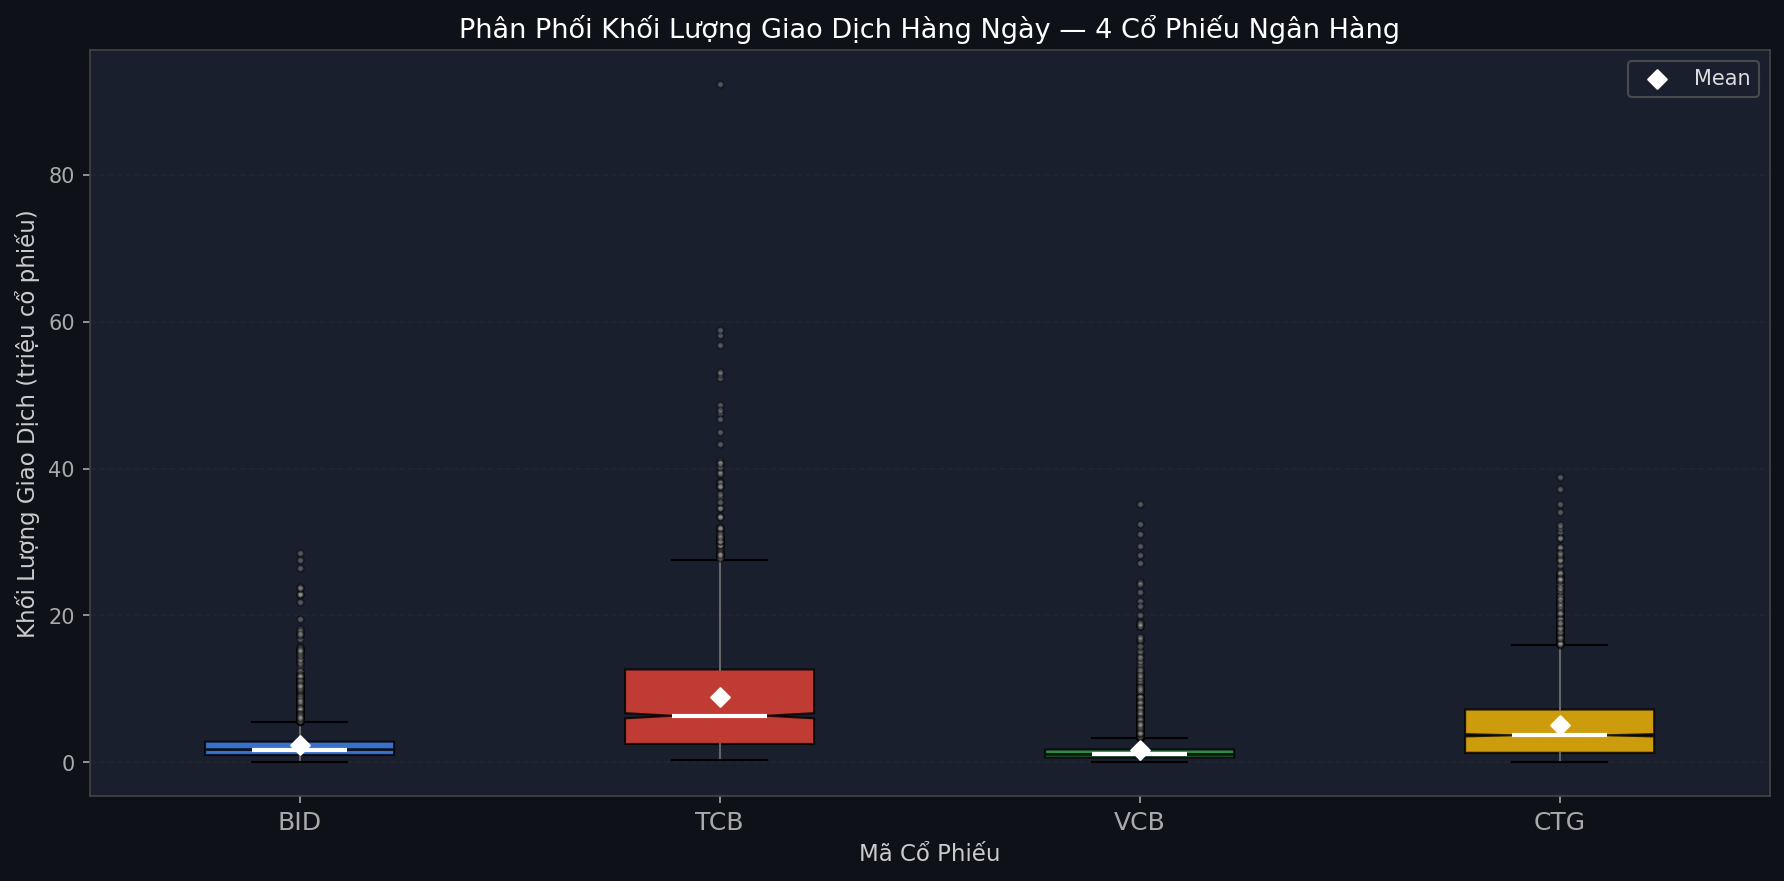 Phân Phối Khối Lượng Giao Dịch Hàng Ngày — 4 Cổ Phiếu Ngân Hàng
Mean
Khối Lượng Giao Dịch (triệu cổ phiếu)
80
60
40
20
0
BID
TCB
VCB
CTG
Mã Cổ Phiếu